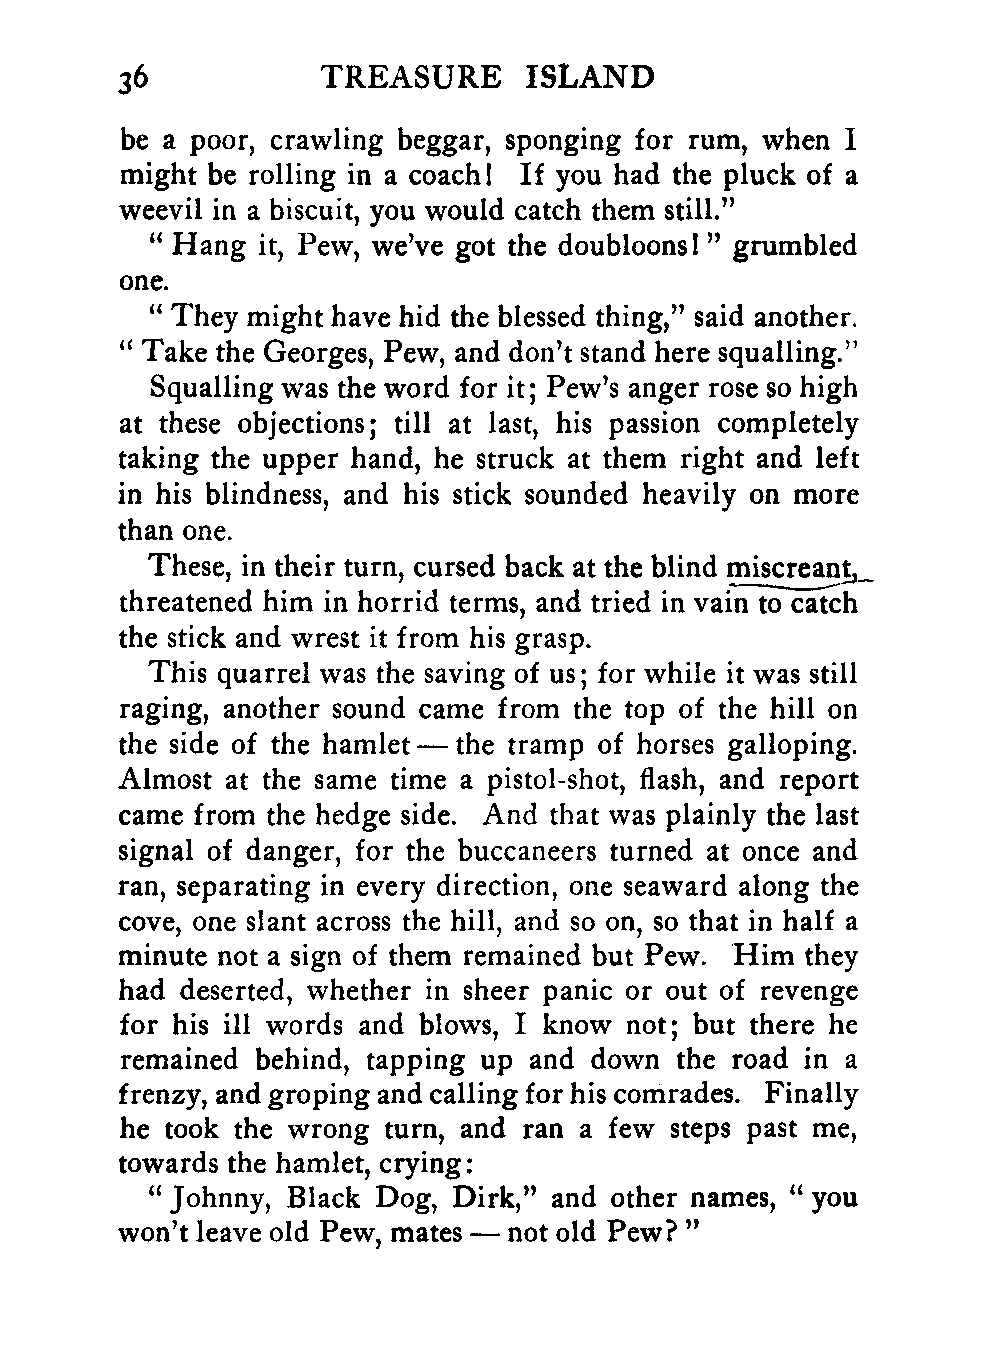 36 TREASURE ISLAND
be a poor, crawling beggar, sponging for rum, when I
might be rolling in a coach! If you had the pluck of a
weevil in a biscuit, you would catch them still.”
“ Hang it, Pew, we’ve got the doubloons! ” grumbled
one.
“ They might have hid the blessed thing,” said another.
“ Take the Georges, Pew, and don’t stand here squalling.”
Squalling was the word for it; Pew’s anger rose so high
at these objections; till at last, his passion completely
taking the upper hand, he struck at them right and left
in his blindness, and his stick sounded heavily on more
than one.
These, in their turn, cursed back at the blind miscreant,
threatened him in horrid terms, and tried in vain to catch
the stick and wrest it from his grasp.
This quarrel was the saving of us; for while it was still
raging, another sound came from the top of the hill on
the side of the hamlet — the tramp of horses galloping.
Almost at the same time a pistol-shot, flash, and report
came from the hedge side. And that was plainly the last
signal of danger, for the buccaneers turned at once and
ran, separating in every direction, one seaward along the
cove, one slant across the hill, and so on, so that in half a
minute not a sign of them remained but Pew. Him they
had deserted, whether in sheer panic or out of revenge
for his ill words and blows, I know not; but there he
remained behind, tapping up and down the road in a
frenzy, and groping and calling for his comrades. Finally
he took the wrong turn, and ran a few steps past me,
towards the hamlet, crying:
“ Johnny, Black Dog, Dirk,” and other names, “ you
won’t leave old Pew, mates — not old Pew? ”